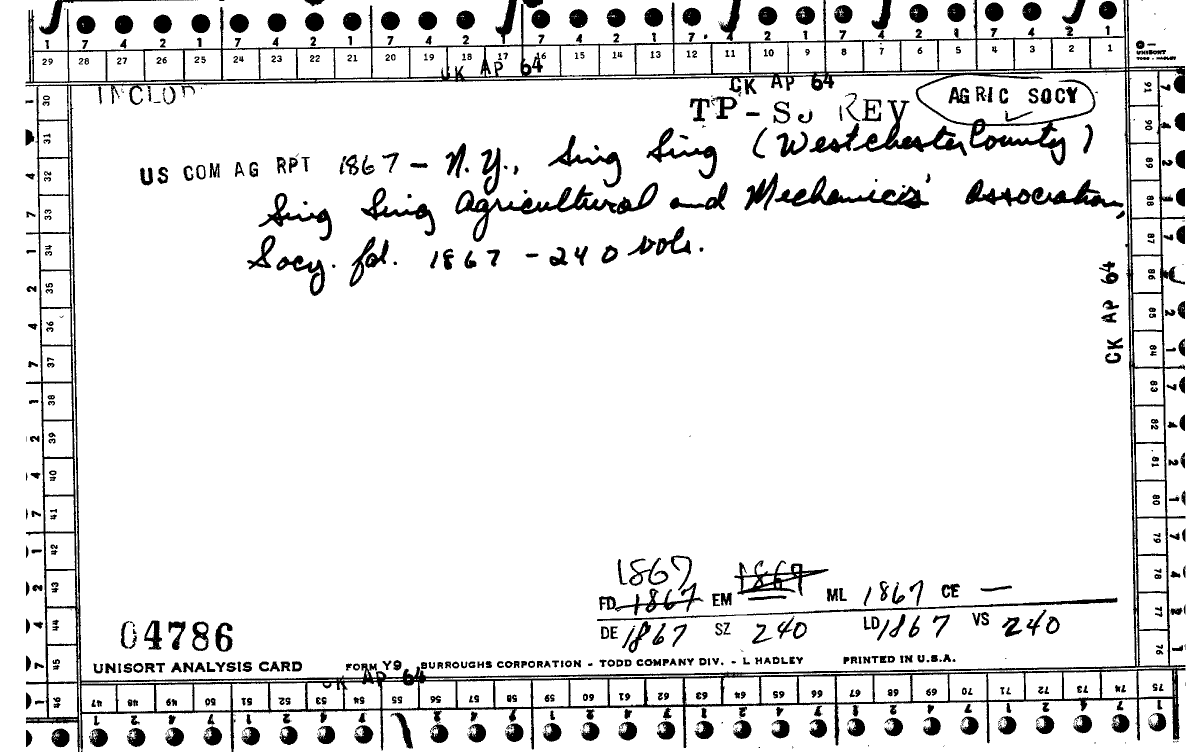 1 7 4 2 1 7 4 2 1 7 4 2 1 7 4 2 1 7 4 2 1 7 4 2 1 7 4 2 1
29 28 27 26 25 24 23 22 21 20 19 18 17 16 15 14 13 12 11 10 9 8 7 6 5 4 3 2 1
UNISORT
TODD - HADLEY
CK AP 64
CK AP 64
INCLOD
TP - SJ REV
AGRIC SOCY
US COM AG RPT 1867 - N.Y., Sing Sing (Westchester County)
Sing Sing Agricultural and Mechanics' Association,
Socy. fd. 1867 - 240 vols.
CK AP 64
30 31 32 33 34 35 36 37 38 39 40 41 42 43 44 45 46
91 90 89 88 87 86 85 84 83 82 81 80 79 78 77 76 75
1867 1867
FD 1867 EM ML 1867 CE —
DE 1867 SZ 240 LD 1867 VS 240
04786
UNISORT ANALYSIS CARD FORM Y9 BURROUGHS CORPORATION - TODD COMPANY DIV. - L HADLEY PRINTED IN U.S.A.
CK AP 64
47 48 49 50 51 52 53 54 55 56 57 58 59 60 61 62 63 64 65 66 67 68 69 70 71 72 73 74